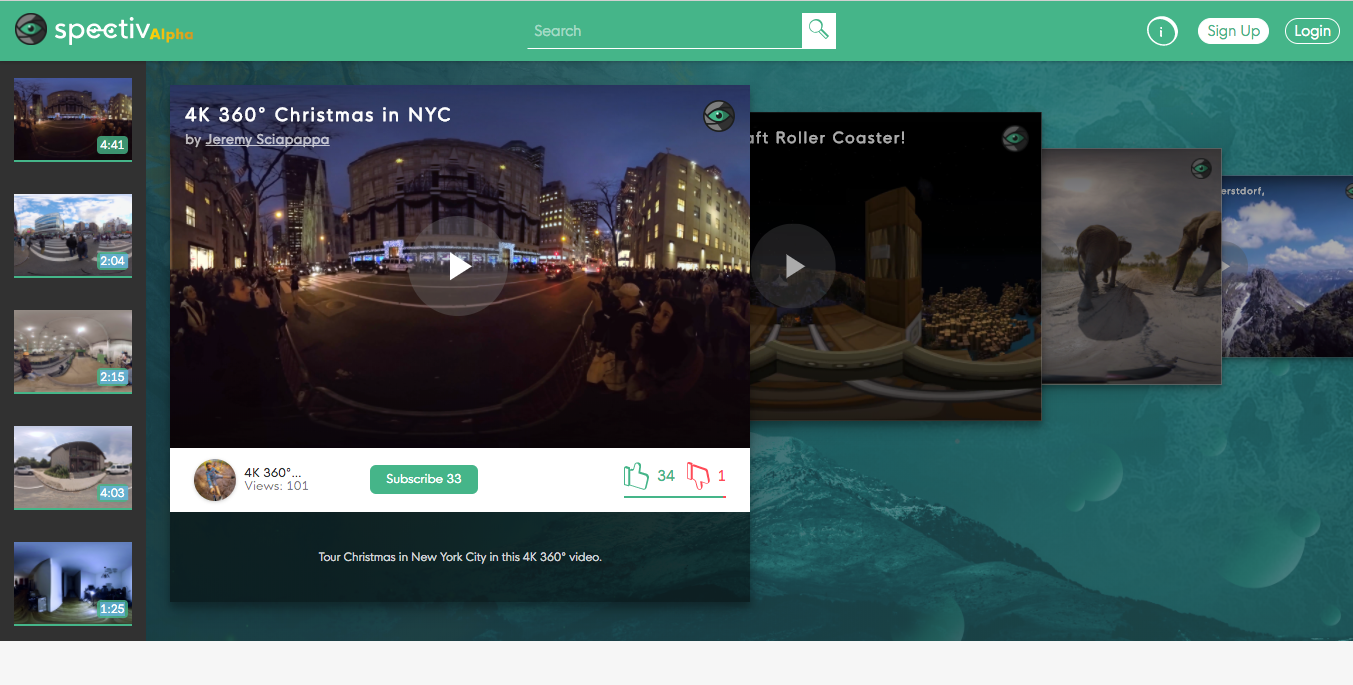 spectiv Alpha
Search
i
Sign Up
Login
4:41
2:04
2:15
4:03
1:25
4K 360° Christmas in NYC
by Jeremy Sciapappa
aft Roller Coaster!
erstdorf,
4K 360°...
Views: 101
Subscribe 33
34
1
Tour Christmas in New York City in this 4K 360° video.